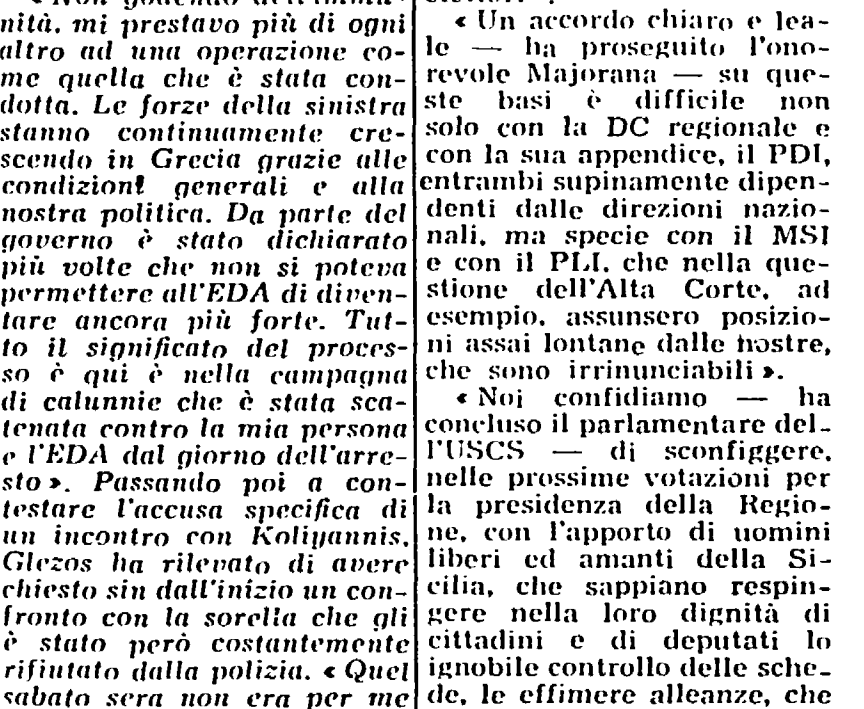 nità, mi prestavo più di ogni
altro ad una operazione co-
me quella che è stata con-
dotta. Le forze della sinistra
stanno continuamente cre-
scendo in Grecia grazie alle
condizioni generali e alla
nostra politica. Da parte del
governo è stato dichiarato
più volte che non si poteva
permettere all'EDA di diven-
tare ancora più forte. Tut-
to il significato del proces-
so è qui è nella campagna
di calunnie che è stata sca-
tenata contro la mia persona
e l'EDA dal giorno dell'arre-
sto ». Passando poi a con-
testare l'accusa specifica di
un incontro con Koliyannis,
Glezos ha rilevato di avere
chiesto sin dall'inizio un con-
fronto con la sorella che gli
è stato però costantemente
rifiutato dalla polizia. « Quel
sabato sera non era per me
« Un accordo chiaro e lea-
le — ha proseguito l'ono-
revole Majorana — su que-
ste basi è difficile non
solo con la DC regionale e
con la sua appendice, il PDI,
entrambi supinamente dipen-
denti dalle direzioni nazio-
nali, ma specie con il MSI
e con il PLI, che nella que-
stione dell'Alta Corte, ad
esempio, assunsero posizio-
ni assai lontane dalle nostre,
che sono irrinunciabili ».
« Noi confidiamo — ha
concluso il parlamentare del-
l'USCS — di sconfiggere,
nelle prossime votazioni per
la presidenza della Regio-
ne, con l'apporto di uomini
liberi ed amanti della Si-
cilia, che sappiano respin-
gere nella loro dignità di
cittadini e di deputati lo
ignobile controllo delle sche-
de, le effimere alleanze, che